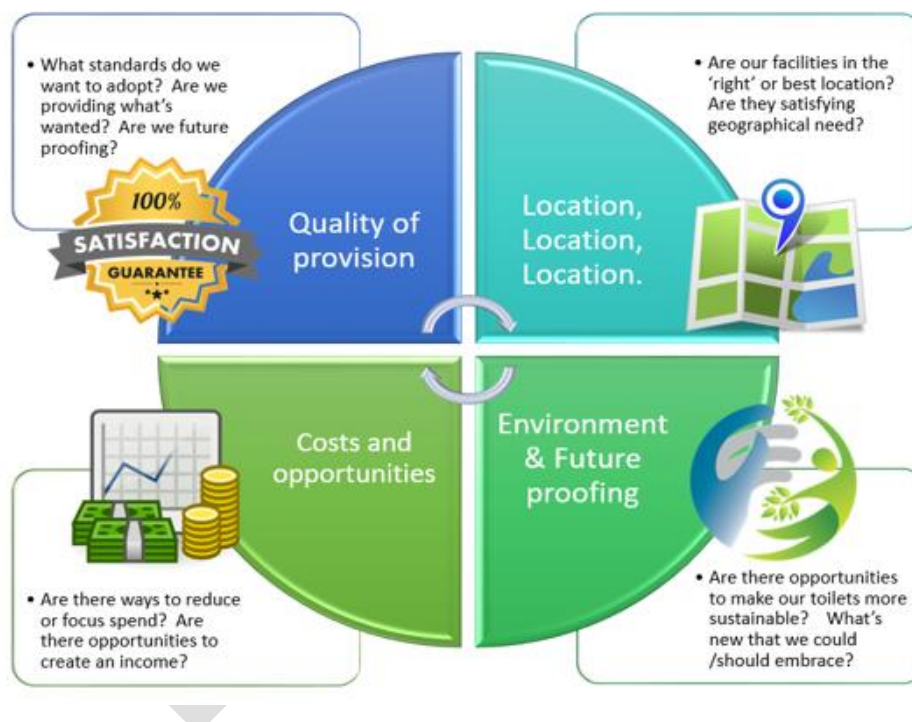 • What standards do we
want to adopt? Are we
providing what's
wanted? Are we future
proofing?
100%
SATISFACTION
GUARANTEE
Quality of
provision
• Are our facilities in the
'right' or best location?
Are they satisfying
geographical need?
Location,
Location,
Location.
Costs and
opportunities
• Are there ways to reduce
or focus spend? Are
there opportunities to
create an income?
Environment
& Future
proofing
• Are there opportunities
to make our toilets more
sustainable? What's
new that we could
/should embrace?